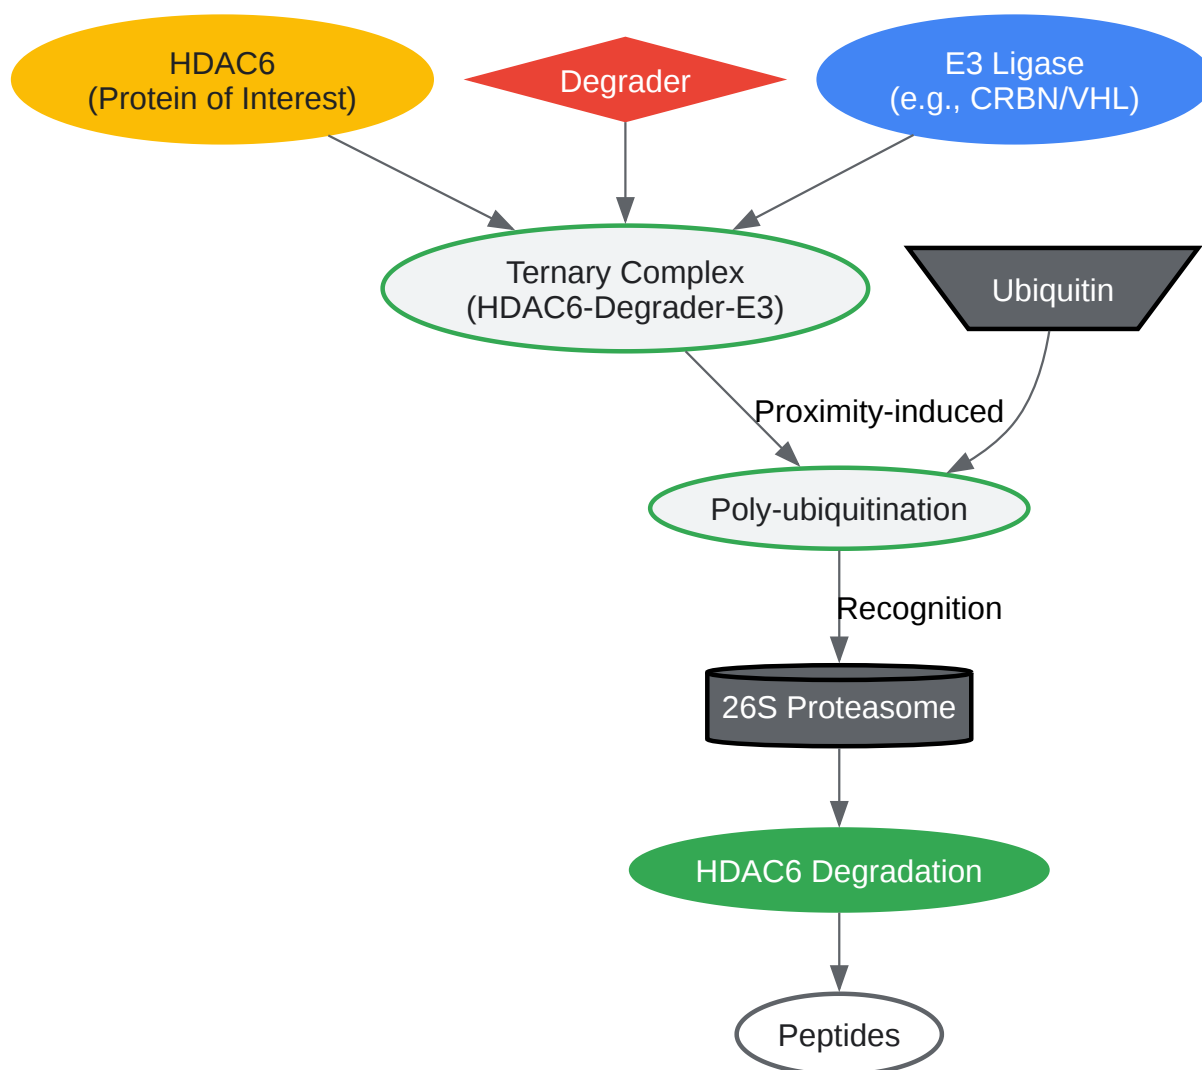 HDAC6
(Protein of Interest)
Degrader
E3 Ligase
(e.g., CRBN/VHL)
Ternary Complex
(HDAC6-Degrader-E3)
Ubiquitin
Proximity-induced
Poly-ubiquitination
Recognition
26S Proteasome
HDAC6 Degradation
Peptides